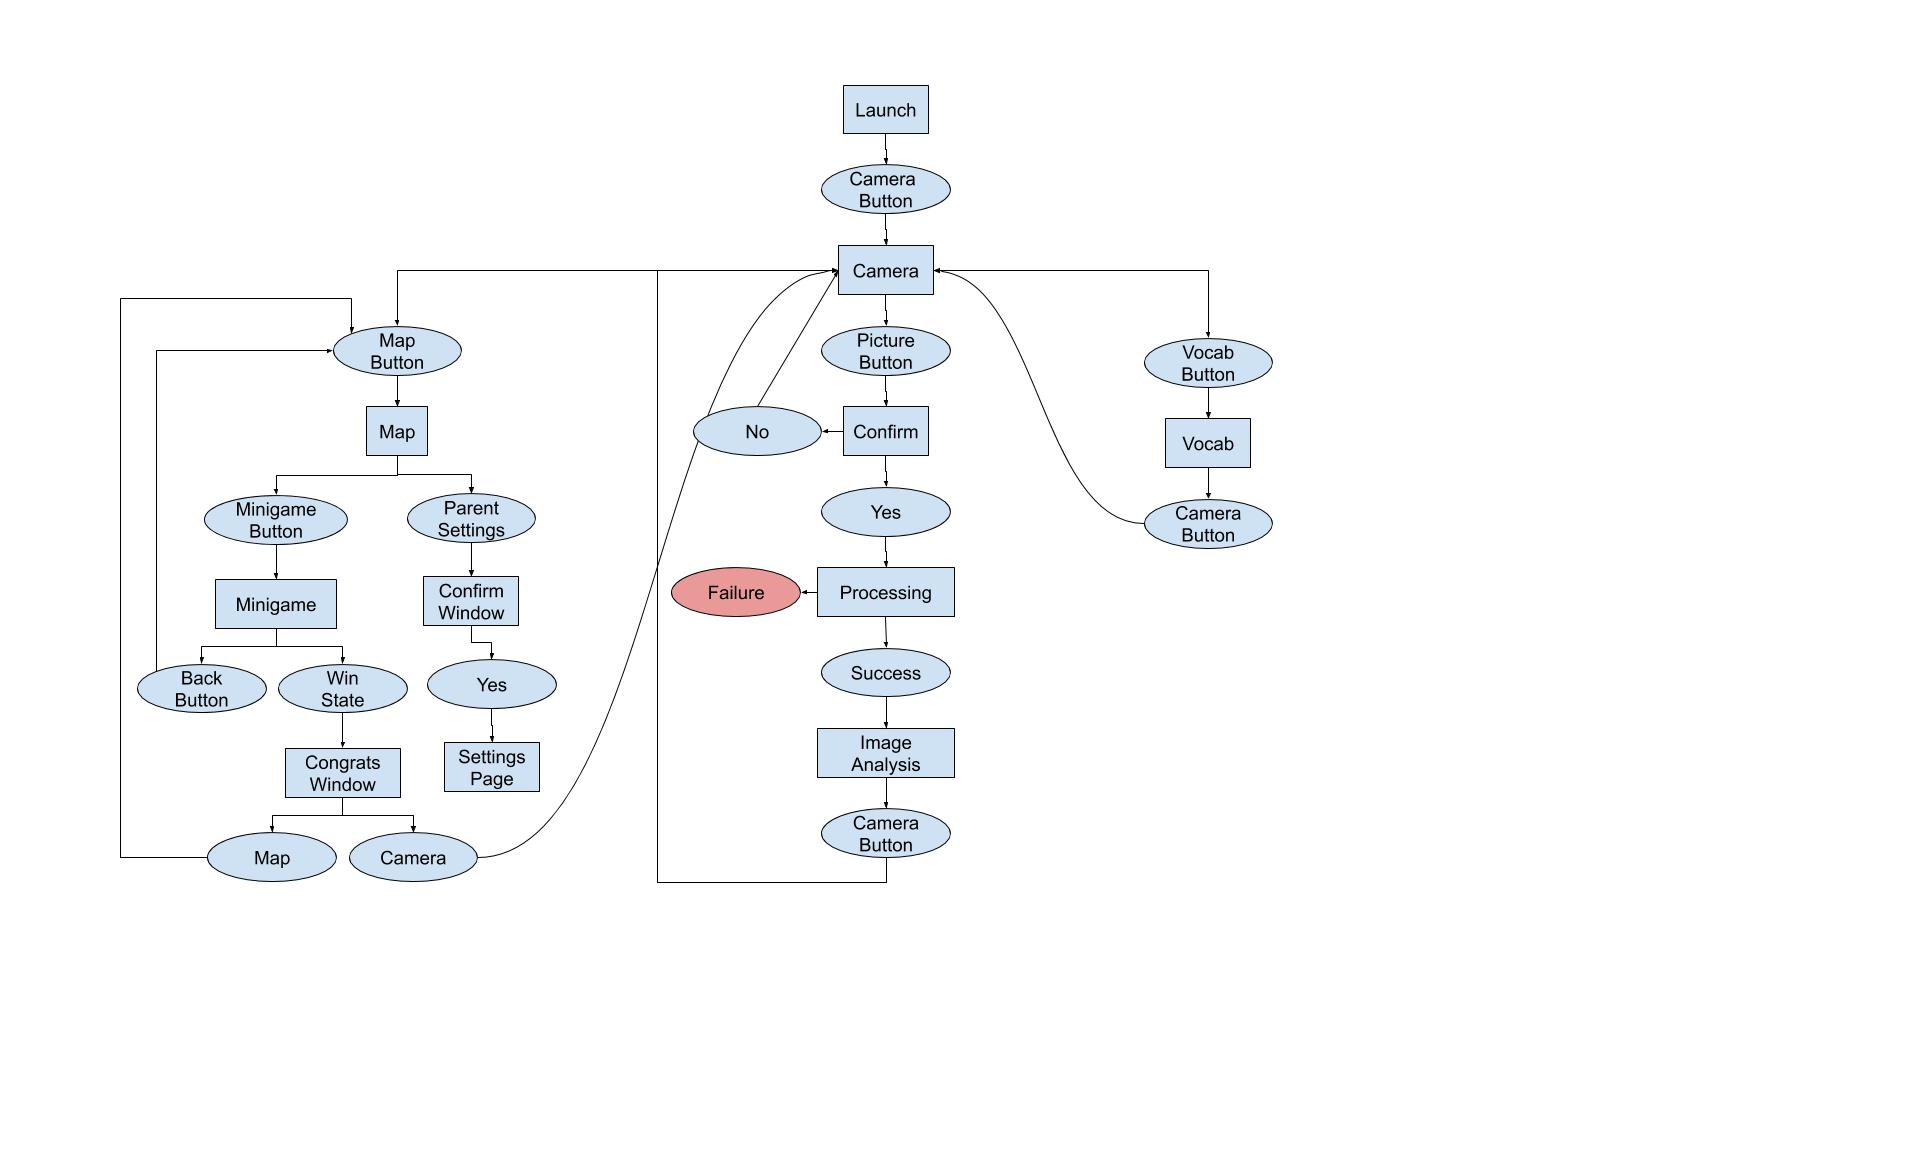 Launch
Camera
Button
Camera
Map
Button
Picture
Button
Vocab
Button
Map
No
Confirm
Vocab
Minigame
Button
Parent
Settings
Yes
Camera
Button
Minigame
Confirm
Window
Failure
Processing
Back
Button
Win
State
Yes
Success
Congrats
Window
Settings
Page
Image
Analysis
Map
Camera
Camera
Button